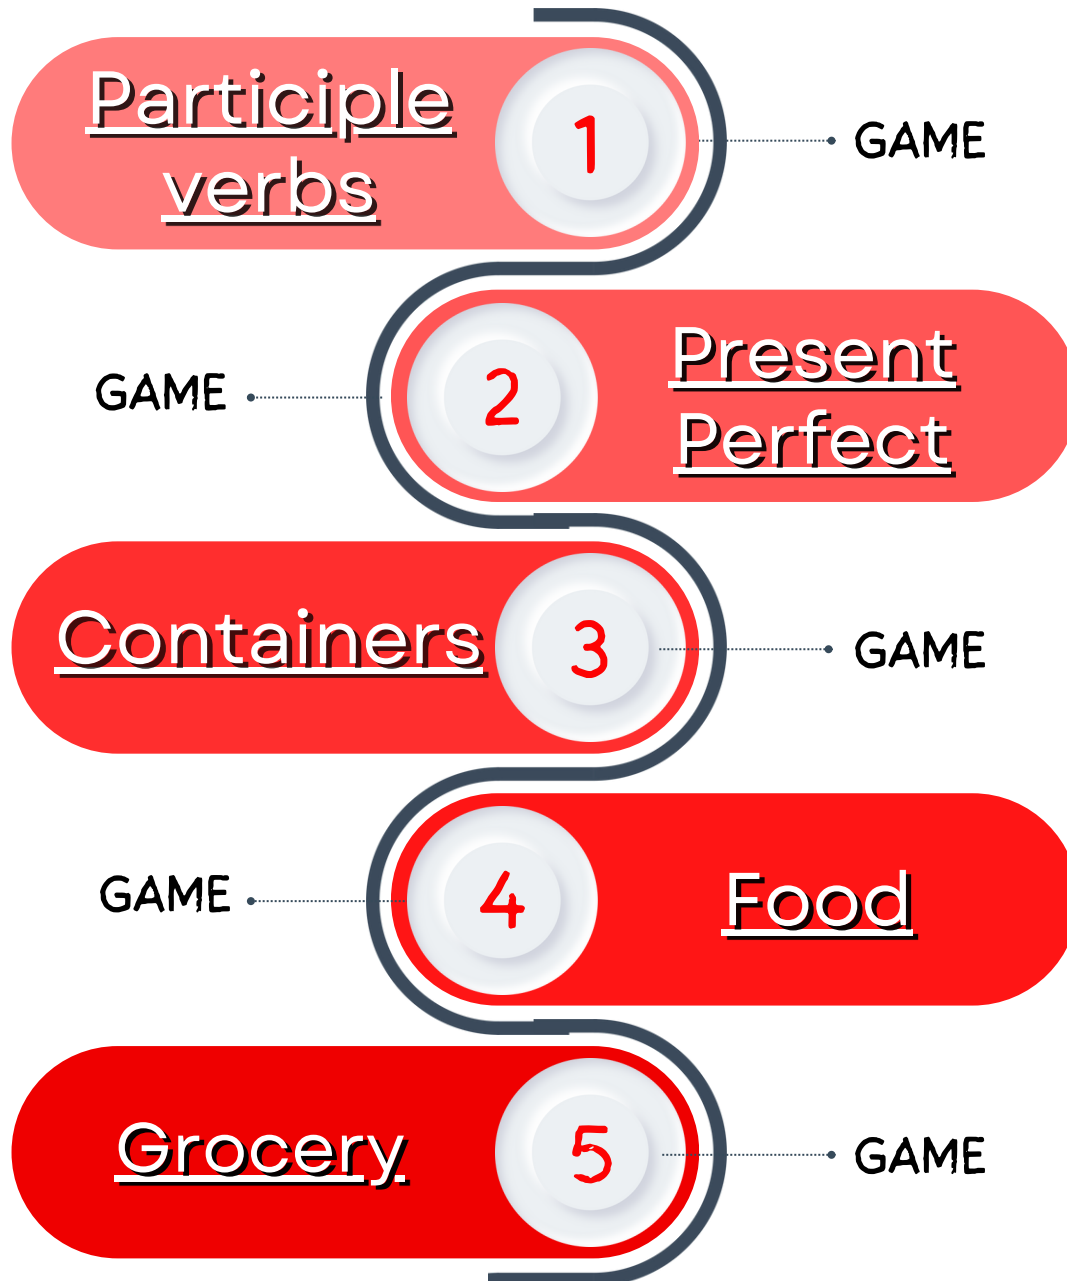 Participle
verbs
1
GAME
GAME
2
Present
Perfect
Containers
3
GAME
GAME
4
Food
Grocery
5
GAME